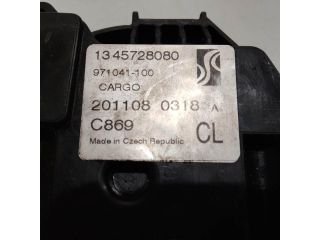 1345728080
971041-100
CARGO
201108 0318 A
C869
CL
Made in Czech Republic